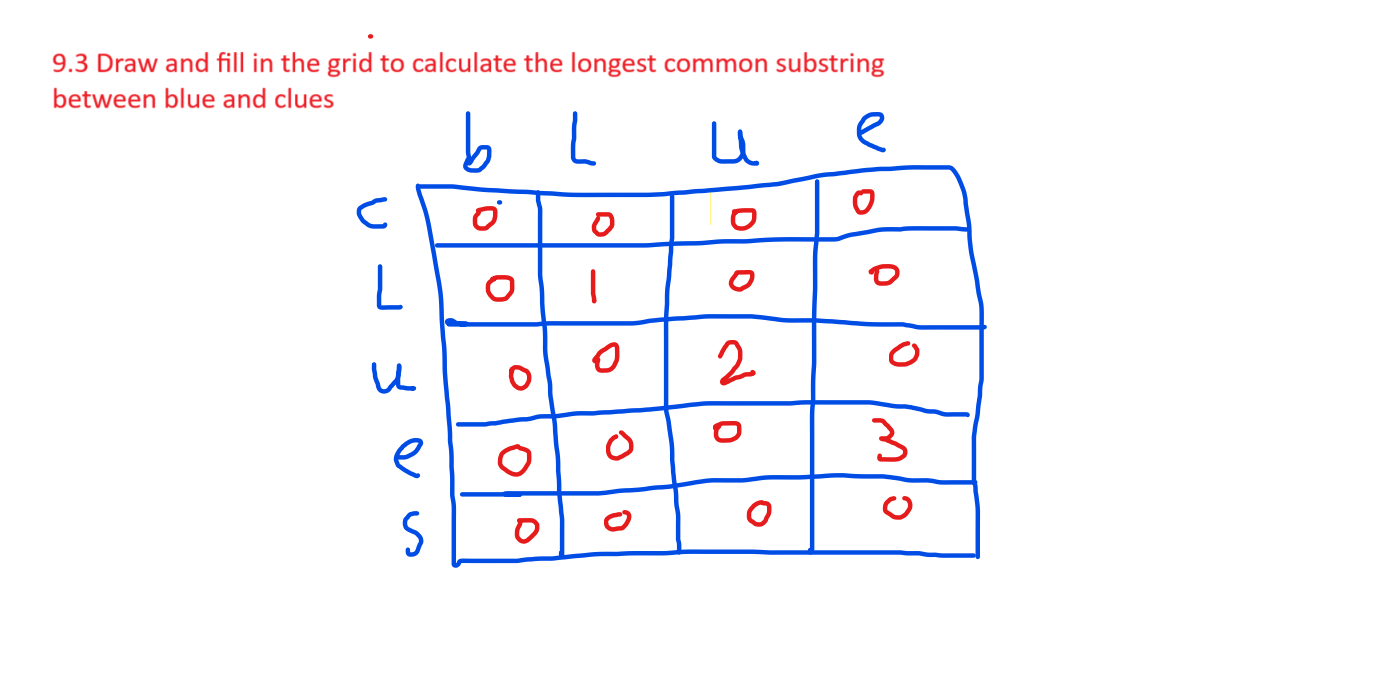 9.3 Draw and fill in the grid to calculate the longest common substring
between blue and clues
b L u e
c 0 0 0 0
L 0 1 0 0
u 0 0 2 0
e 0 0 0 3
s 0 0 0 0